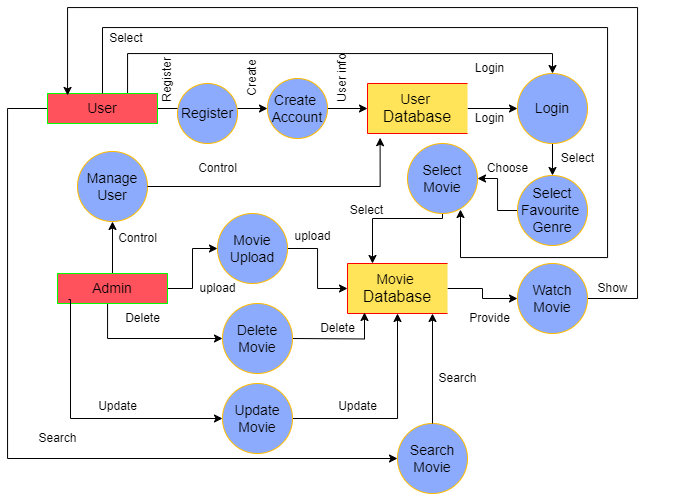 Select
Register
Create
User info
Login
User
Register
Create
Account
User
Database
Login
Login
Manage
User
Control
Select
Movie
Choose
Select
Select
Favourite
Genre
Control
Select
Movie
Upload
upload
upload
Admin
Movie
Database
Provide
Watch
Movie
Show
Delete
Delete
Movie
Delete
Update
Update
Movie
Update
Search
Search
Search
Movie